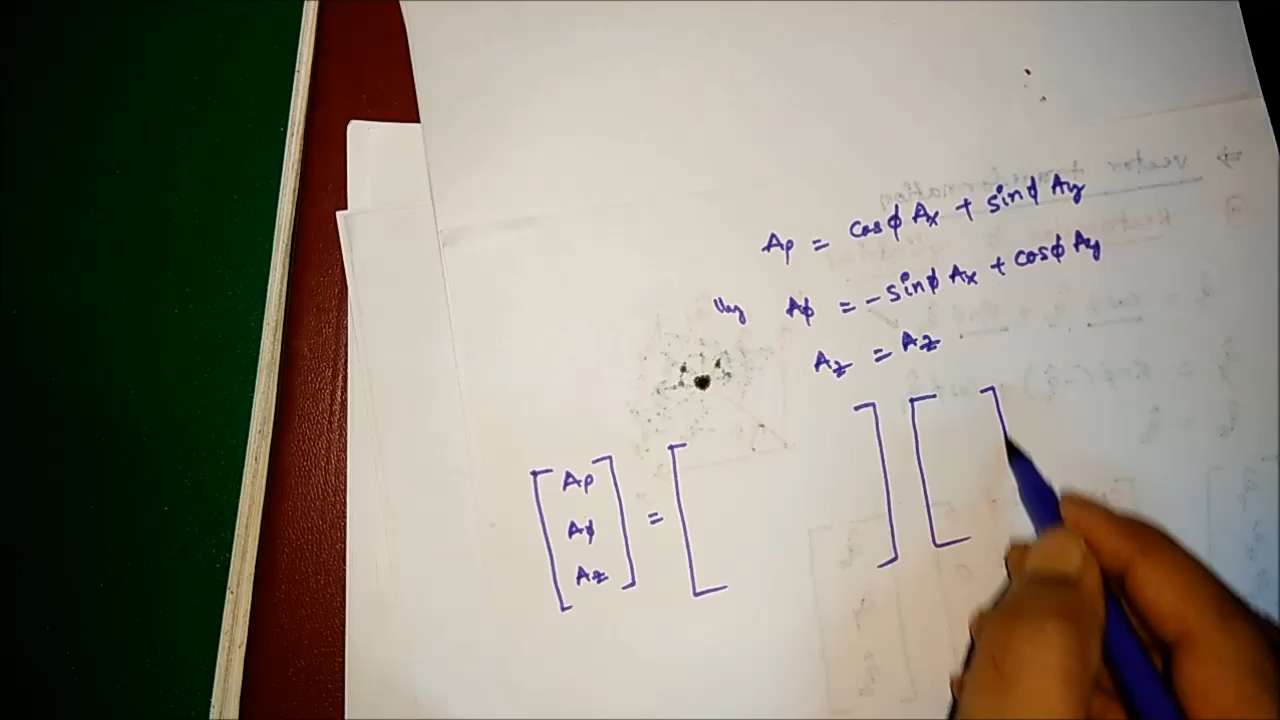 Aρ = cosϕ Ax + sinϕ Ay
Aϕ = -sinϕ Ax + cosϕ Ay
Az = Az
[ Aρ
Aϕ = [ ] [ ]
Az ]